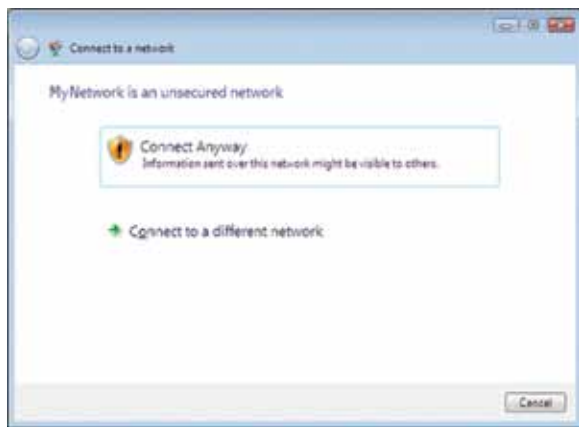 Connect to a network
MyNetwork is an unsecured network
Connect Anyway
Information sent over this network might be visible to others.
Connect to a different network
Cancel